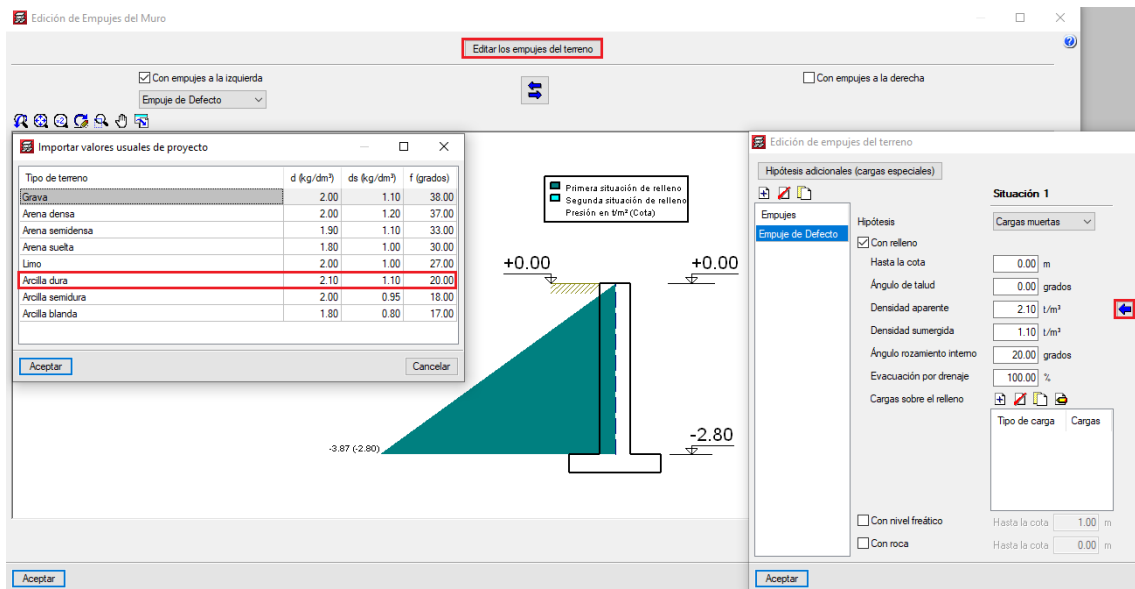 Edición de Empujes del Muro
Editar los empujes del terreno
Con empujes a la izquierda
Con empujes a la derecha
Empuje de Defecto
Importar valores usuales de proyecto
Tipo de terreno d (kg/dm³) ds (kg/dm³) f (grados)
Grava 2.00 1.10 38.00
Arena densa 2.00 1.20 37.00
Arena semidensa 1.90 1.10 33.00
Arena suelta 1.80 1.00 30.00
Limo 2.00 1.00 27.00
Arcilla dura 2.10 1.10 20.00
Arcilla semidura 2.00 0.95 18.00
Arcilla blanda 1.80 0.80 17.00
Aceptar
Cancelar
Primera situación de relleno
Segunda situación de relleno
Presión en t/m² (Cota)
+0.00
+0.00
-2.80
-3.87 (-2.80)
Aceptar
Edición de empujes del terreno
Hipótesis adicionales (cargas especiales)
Situación 1
Empujes
Empuje de Defecto
Hipótesis Cargas muertas
Con relleno
Hasta la cota 0.00 m
Ángulo de talud 0.00 grados
Densidad aparente 2.10 t/m³
Densidad sumergida 1.10 t/m³
Ángulo rozamiento interno 20.00 grados
Evacuación por drenaje 100.00 %
Cargas sobre el relleno
Tipo de carga Cargas
Con nivel freático Hasta la cota 1.00 m
Con roca Hasta la cota 0.00 m
Aceptar